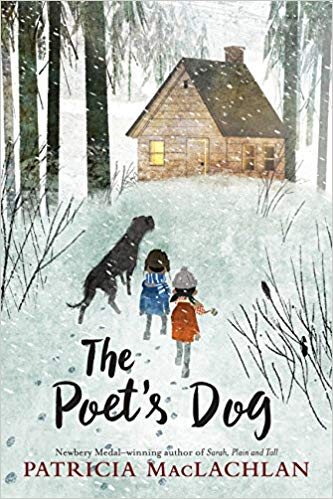 The
Poet's Dog
Newbery Medal–winning author of Sarah, Plain and Tall
PATRICIA MACLACHLAN